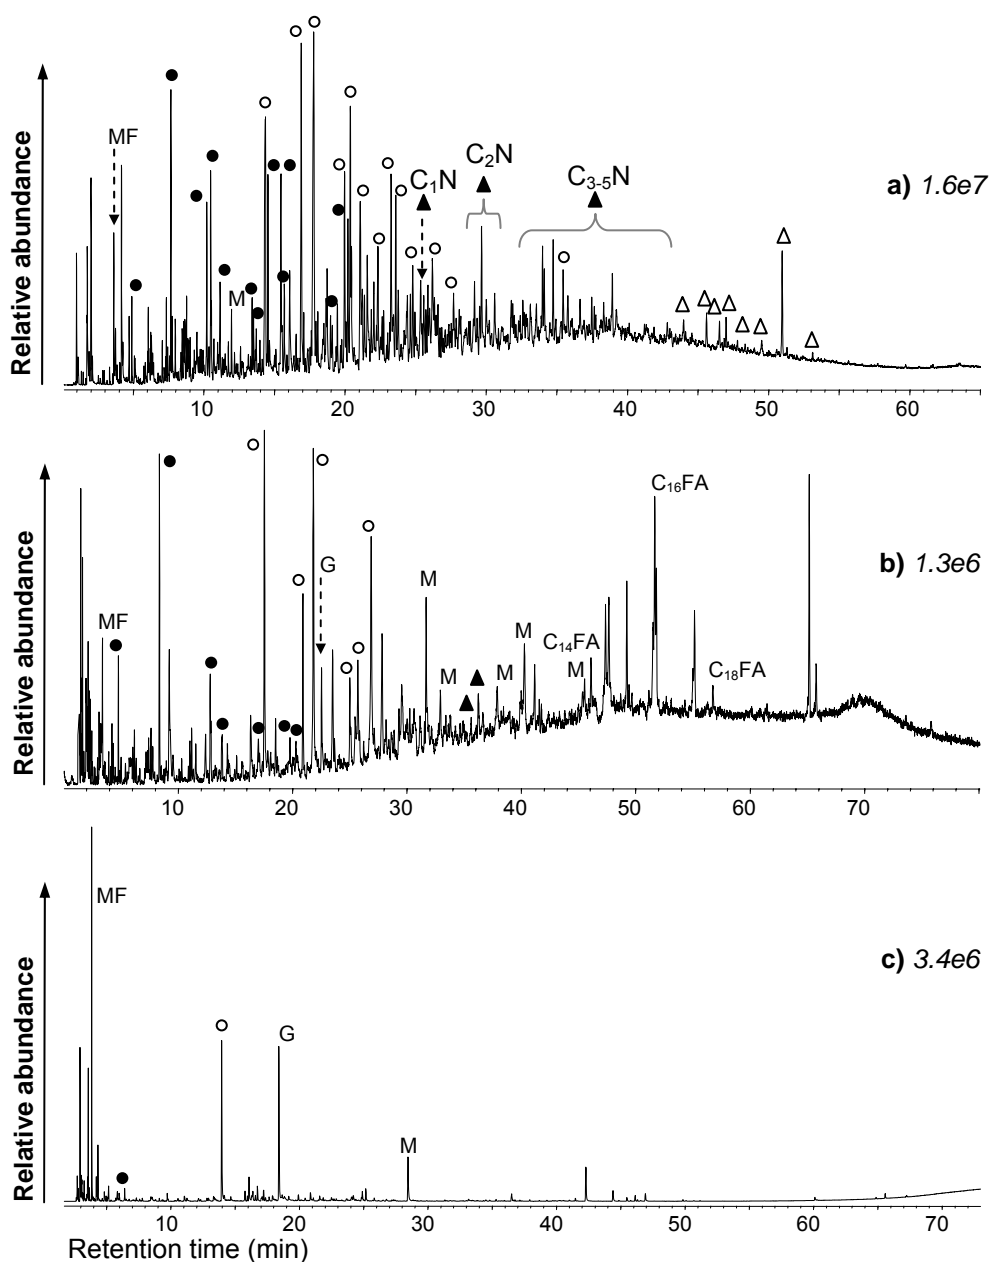 MF
M
C₁N
C₂N
C₃₋₅N
a) 1.6e7
Relative abundance
10 20 30 40 50 60
MF
G
M
M
M
M
C₁₄FA
M
C₁₆FA
C₁₈FA
b) 1.3e6
Relative abundance
10 20 30 40 50 60 70
MF
G
M
c) 3.4e6
Relative abundance
10 20 30 40 50 60 70
Retention time (min)